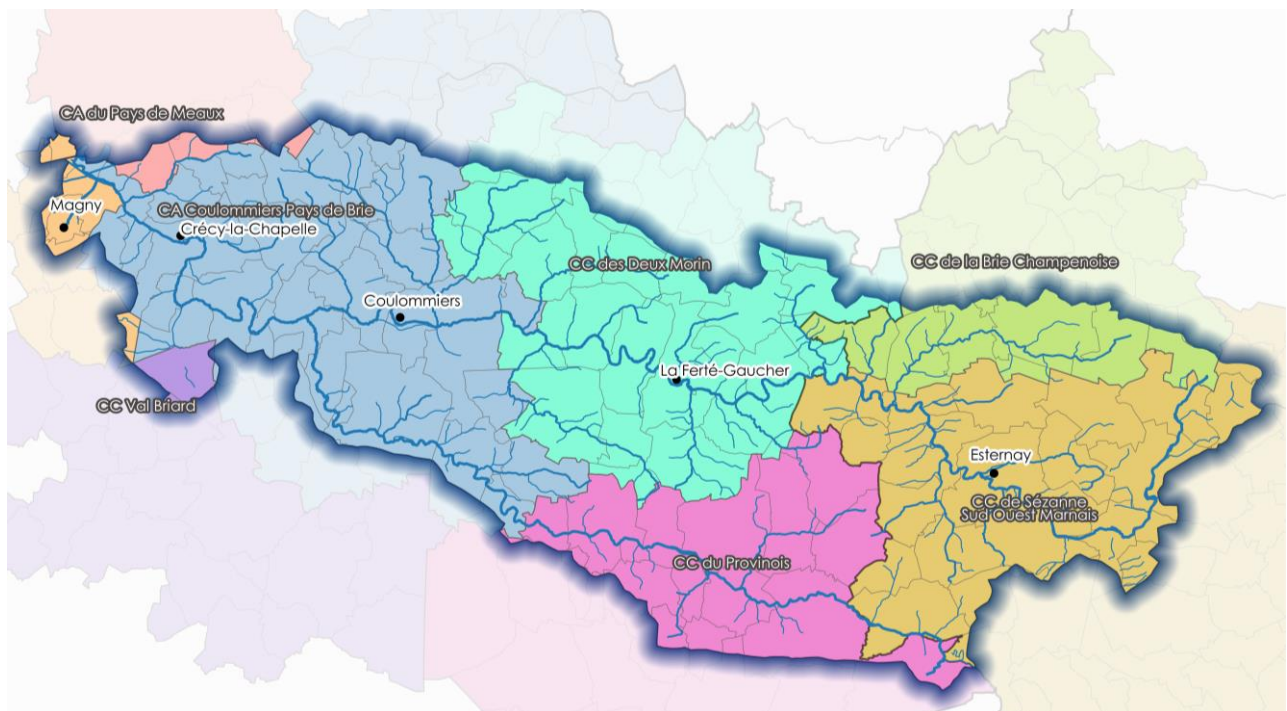 CA du Pays de Meaux
Magny
CA Coulommiers Pays de Brie
Crécy-la-Chapelle
CC des Deux Morin
CC de la Brie Champenoise
Coulommiers
La Ferté-Gaucher
CC Val Briard
Esternay
CC de Sézanne
Sud Ouest Marnais
CC du Provinois